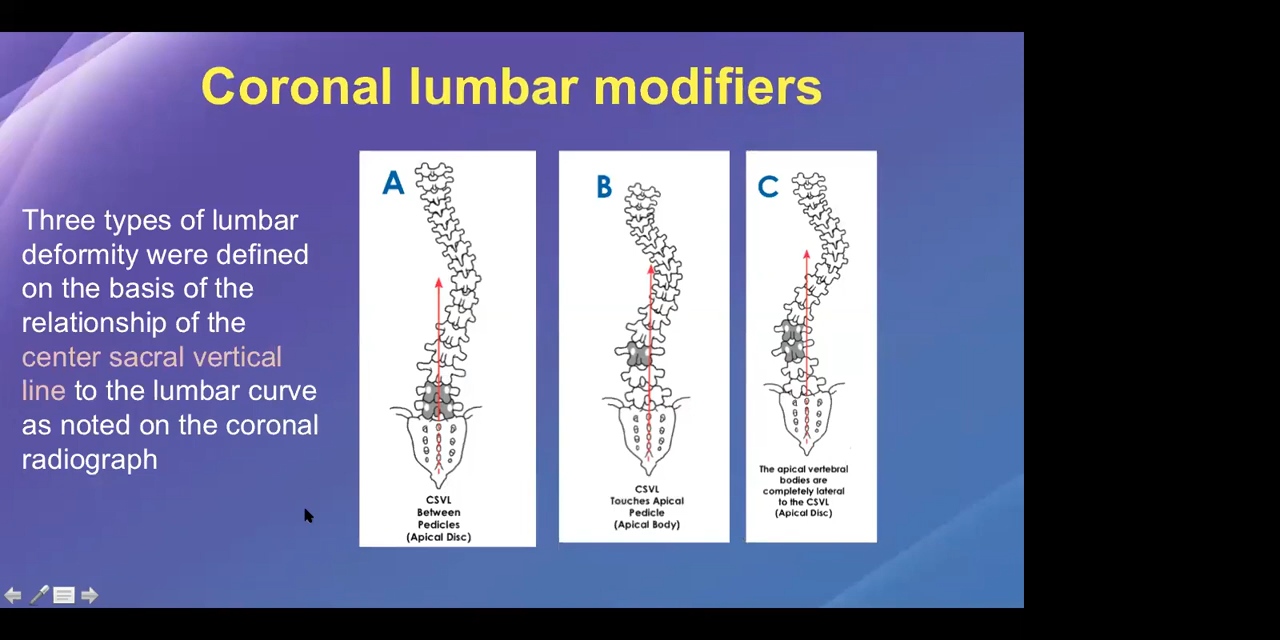 Coronal lumbar modifiers
Three types of lumbar
deformity were defined
on the basis of the
relationship of the
center sacral vertical
line to the lumbar curve
as noted on the coronal
radiograph
A
CSVL
Between
Pedicles
(Apical Disc)
B
CSVL
Touches Apical
Pedicle
(Apical Body)
C
The apical vertebral
bodies are
completely lateral
to the CSVL
(Apical Disc)